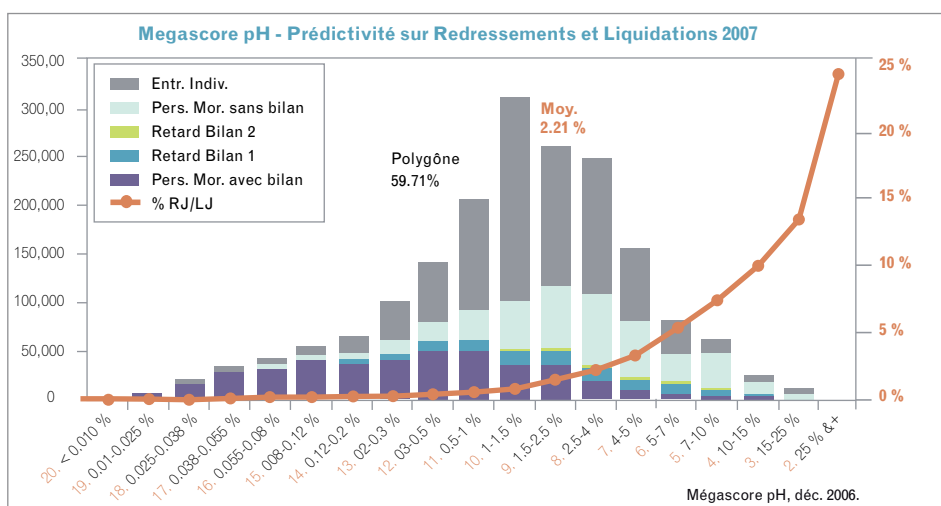 Megascore pH - Prédictivité sur Redressements et Liquidations 2007
350,00
300,00
250,000
200,000
150,000
100,000
50,000
0
Entr. Indiv.
Pers. Mor. sans bilan
Retard Bilan 2
Retard Bilan 1
Pers. Mor. avec bilan
% RJ/LJ
Polygône
59.71%
Moy.
2.21 %
25 %
20 %
15 %
10 %
5 %
0 %
20. < 0.010 %
19. 0.01-0.025 %
18. 0.025-0.038 %
17. 0.038-0.055 %
16. 0.055-0.08 %
15. 008-0.12 %
14. 0.12-0.2 %
13. 02-0.3 %
12. 03-0.5 %
11. 0.5-1 %
10. 1-1.5 %
9. 1.5-2.5 %
8. 2.5-4 %
7. 4-5 %
6. 5-7 %
5. 7-10 %
4. 10-15 %
3. 15-25 %
2. 25 % & +
Mégascore pH, déc. 2006.